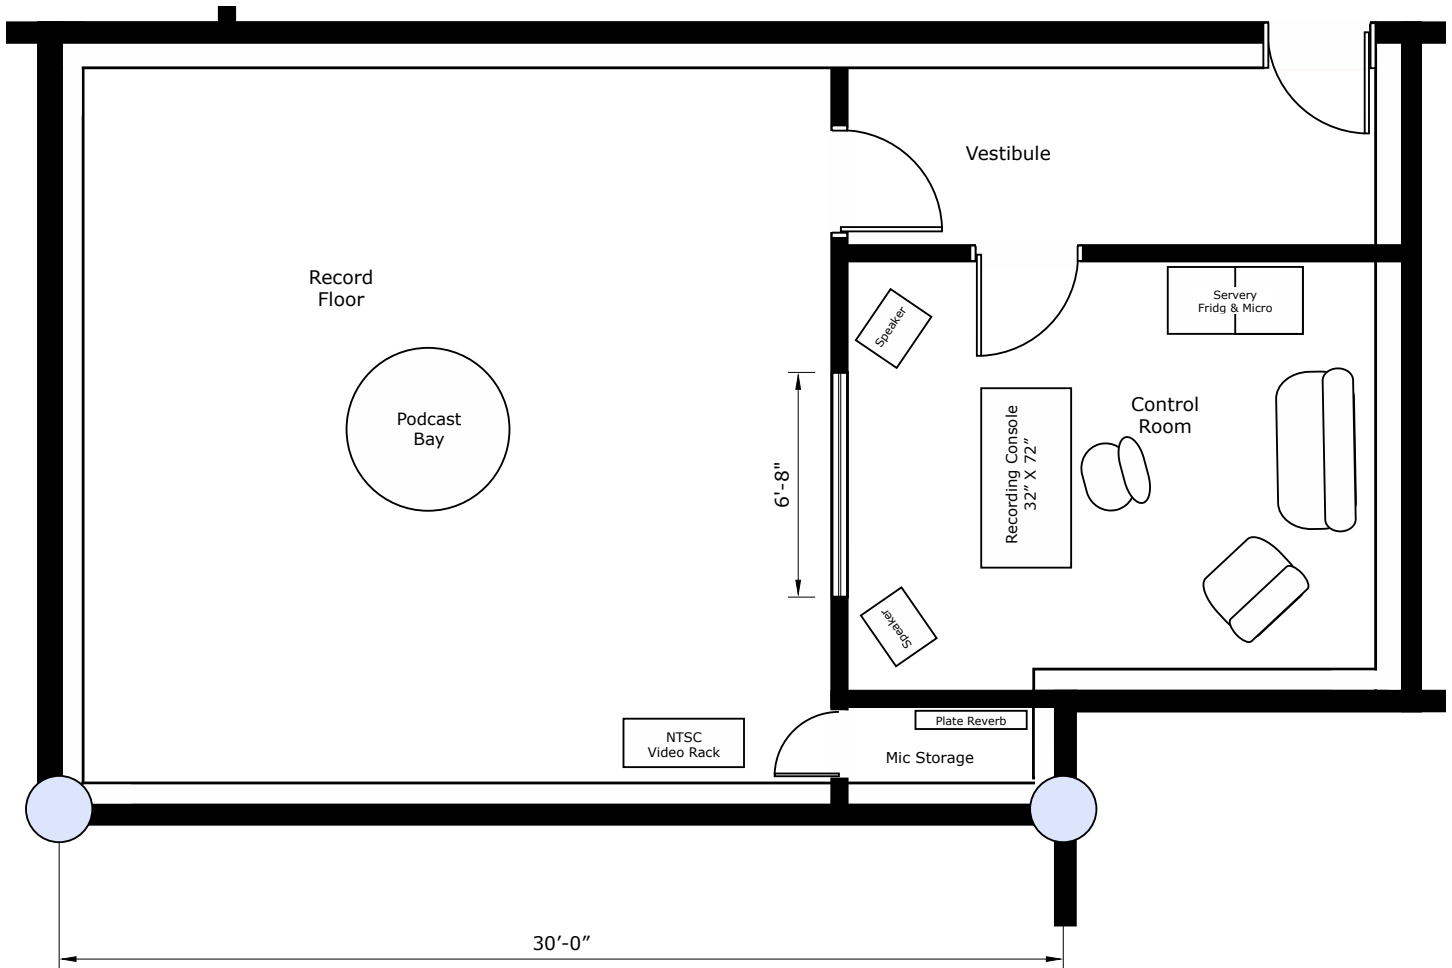 Vestibule
Record
Floor
Speaker
Servery
Fridg & Micro
Podcast
Bay
6'-8"
Recording Console
32” X 72”
Control
Room
Speaker
NTSC
Video Rack
Plate Reverb
Mic Storage
30’-0”